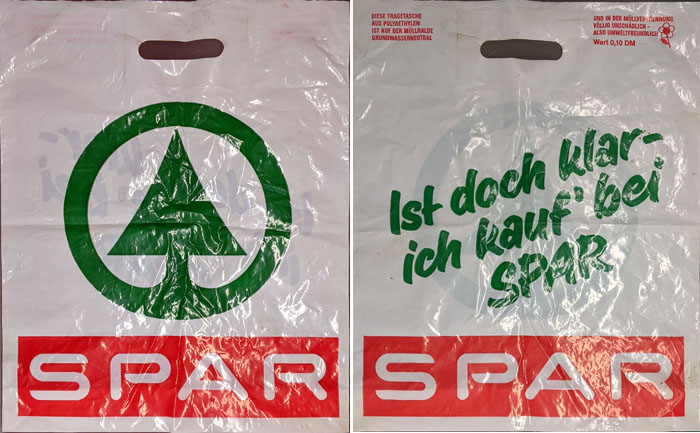 SPAR
DIESE TRAGETASCHE
AUS POLYAETHYLEN
IST AUF DER MÜLLHALDE
GRUNDWASSERNEUTRAL
UND IN DER MÜLLVERBRENNUNG
VÖLLIG UNSCHÄDLICH -
ALSO UMWELTFREUNDLICH
Wert 0,10 DM
Ist doch klar-
ich kauf' bei
SPAR
SPAR